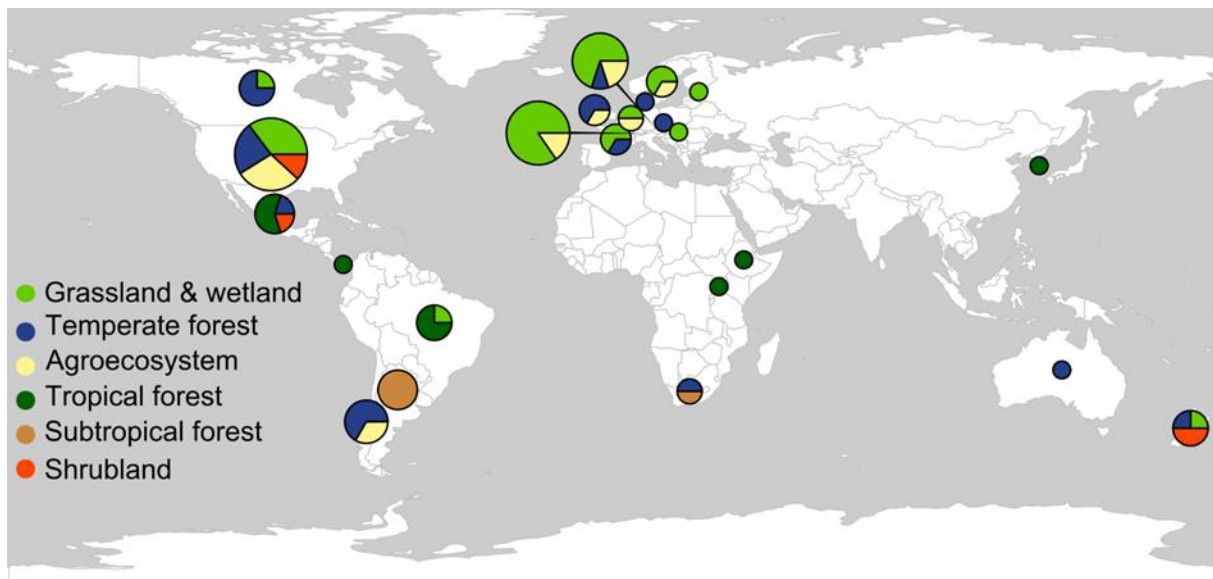 Grassland & wetland
Temperate forest
Agroecosystem
Tropical forest
Subtropical forest
Shrubland